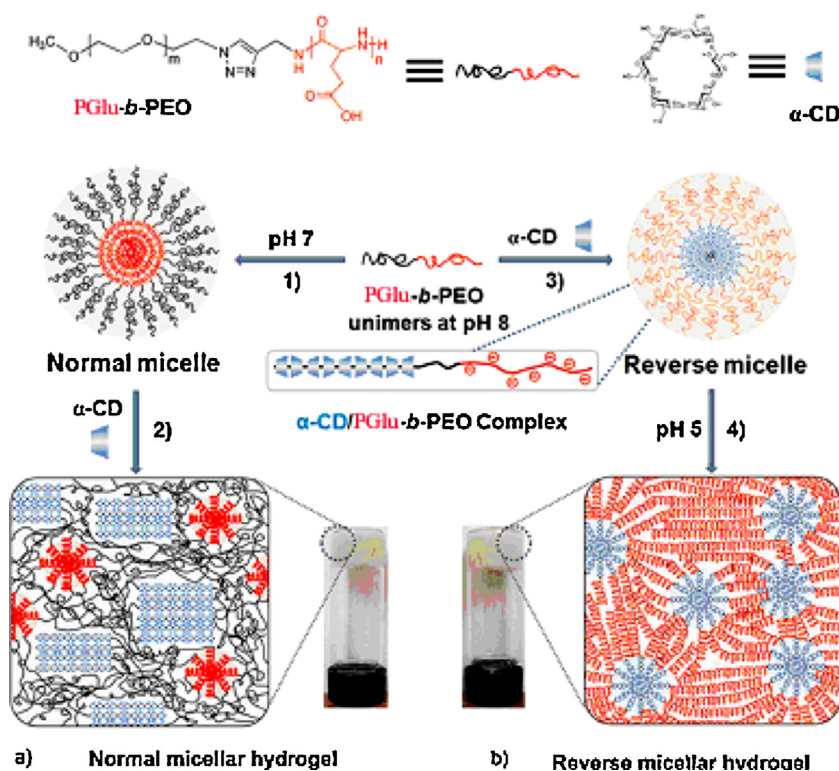 H₃C
O
O
m
N
N=N
N
H
O
H
N
H
n
O
OH
PGlu-b-PEO
α-CD
pH 7
1)
α-CD
3)
PGlu-b-PEO
unimers at pH 8
Normal micelle
Reverse micelle
α-CD
2)
α-CD/PGlu-b-PEO Complex
pH 5
4)
a) Normal micellar hydrogel
b) Reverse micellar hydrogel